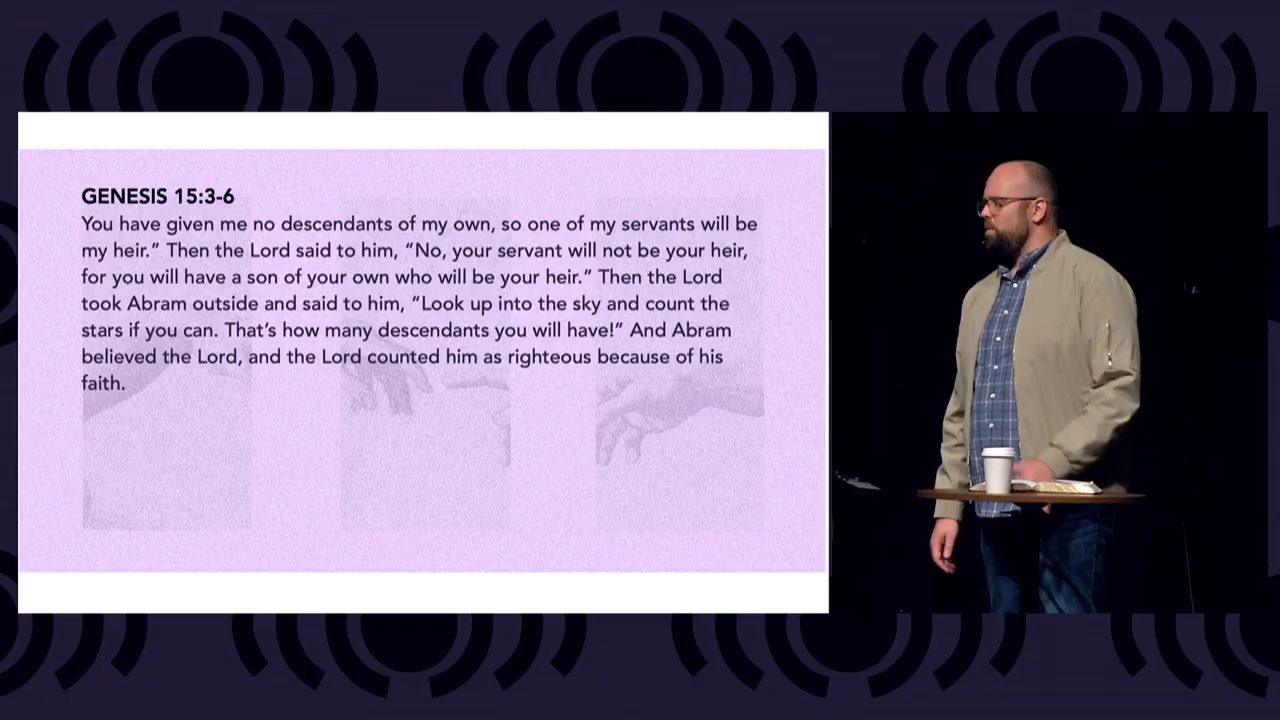 GENESIS 15:3-6
You have given me no descendants of my own, so one of my servants will be
my heir.” Then the Lord said to him, “No, your servant will not be your heir,
for you will have a son of your own who will be your heir.” Then the Lord
took Abram outside and said to him, “Look up into the sky and count the
stars if you can. That’s how many descendants you will have!” And Abram
believed the Lord, and the Lord counted him as righteous because of his
faith.